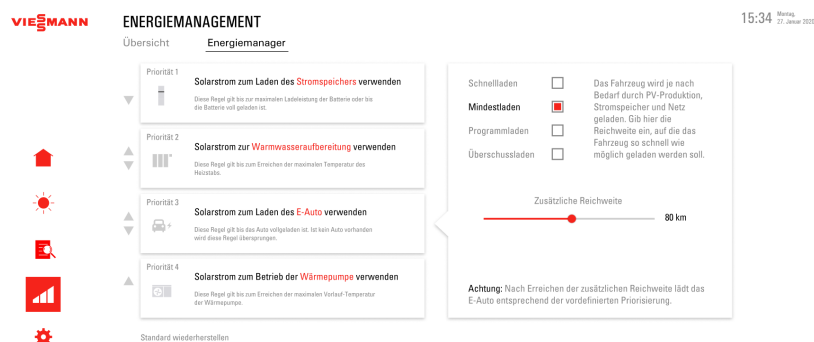 VIESMANN
ENERGIEMANAGEMENT
15:34
Montag,
27. Januar 2020
Übersicht
Energiemanager
Priorität 1
Solarstrom zum Laden des Stromspeichers verwenden
Diese Regel gilt bis zur maximalen Ladeleistung der Batterie oder bis
die Batterie voll geladen ist.
Priorität 2
Solarstrom zur Warmwasseraufbereitung verwenden
Diese Regel gilt bis zum Erreichen der maximalen Temperatur des
Heizstabs.
Priorität 3
Solarstrom zum Laden des E-Auto verwenden
Diese Regel gilt bis das Auto vollgeladen ist. Ist kein Auto verhanden
wird diese Regel übersprungen.
Priorität 4
Solarstrom zum Betrieb der Wärmepumpe verwenden
Diese Regel gilt bis zum Erreichen der maximalen Vorlauf-Temperatur
der Wärmepumpe.
Standard wiederherstellen
Schnellladen
Mindestladen
Programmladen
Überschussladen
Das Fahrzeug wird je nach
Bedarf durch PV-Produktion,
Stromspeicher und Netz
geladen. Gib hier die
Reichweite ein, auf die das
Fahrzeug so schnell wie
möglich geladen werden soll.
Zusätzliche Reichweite
80 km
Achtung: Nach Erreichen der zusätzlichen Reichweite lädt das
E-Auto entsprechend der vordefinierten Priorisierung.